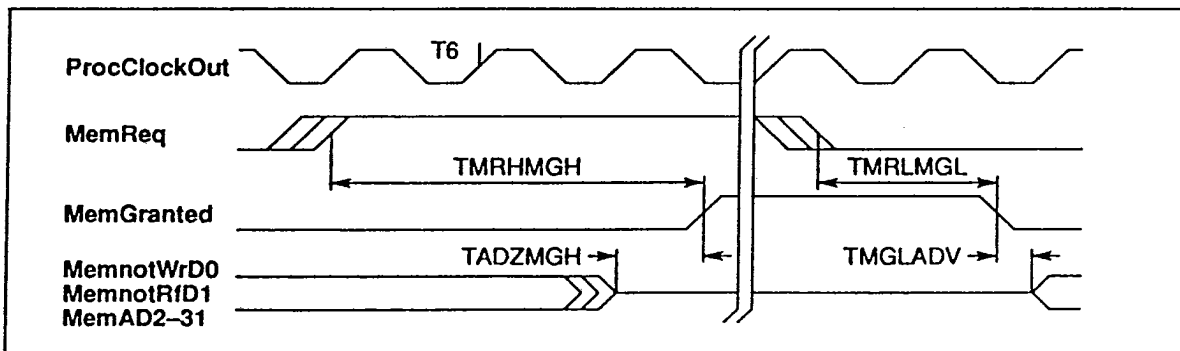 T6
ProcClockOut
MemReq
TMRHMGH
TMRLMGL
MemGranted
TADZMGH
TMGLADV
MemnotWrD0
MemnotRfD1
MemAD2–31